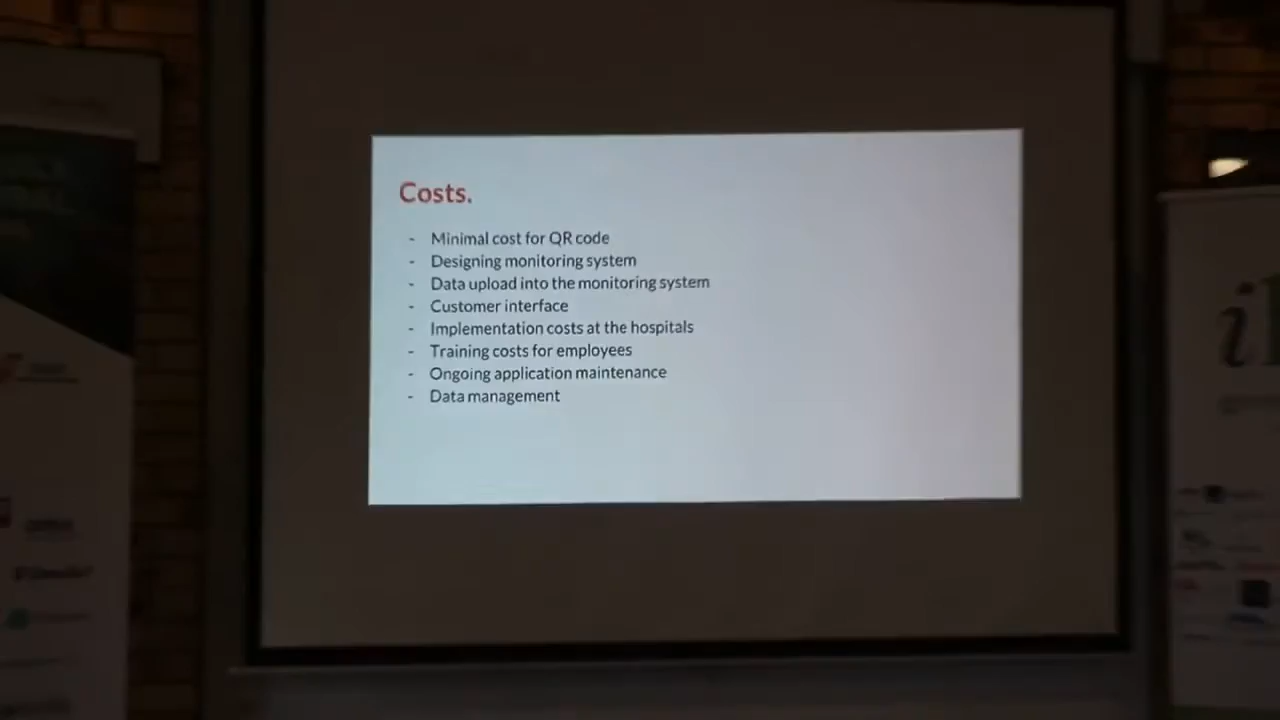 Costs.
- Minimal cost for QR code
- Designing monitoring system
- Data upload into the monitoring system
- Customer interface
- Implementation costs at the hospitals
- Training costs for employees
- Ongoing application maintenance
- Data management